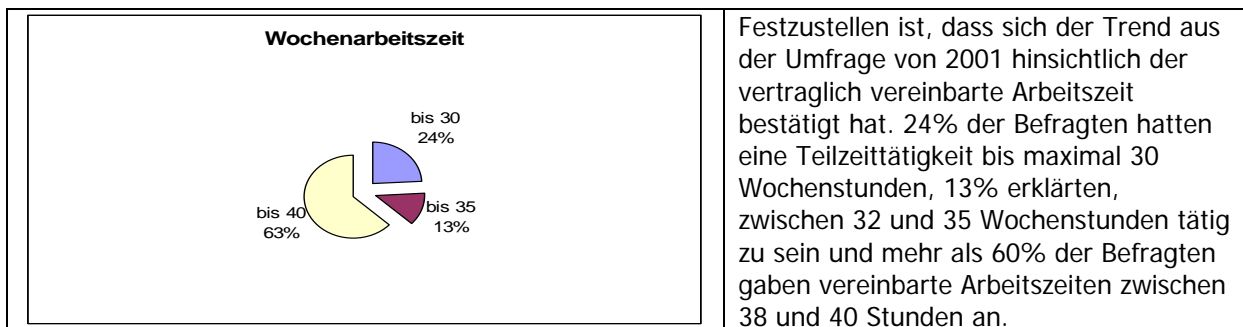 Wochenarbeitszeit
bis 30
24%
bis 35
13%
bis 40
63%
Festzustellen ist, dass sich der Trend aus
der Umfrage von 2001 hinsichtlich der
vertraglich vereinbarte Arbeitszeit
bestätigt hat. 24% der Befragten hatten
eine Teilzeittätigkeit bis maximal 30
Wochenstunden, 13% erklärten,
zwischen 32 und 35 Wochenstunden tätig
zu sein und mehr als 60% der Befragten
gaben vereinbarte Arbeitszeiten zwischen
38 und 40 Stunden an.